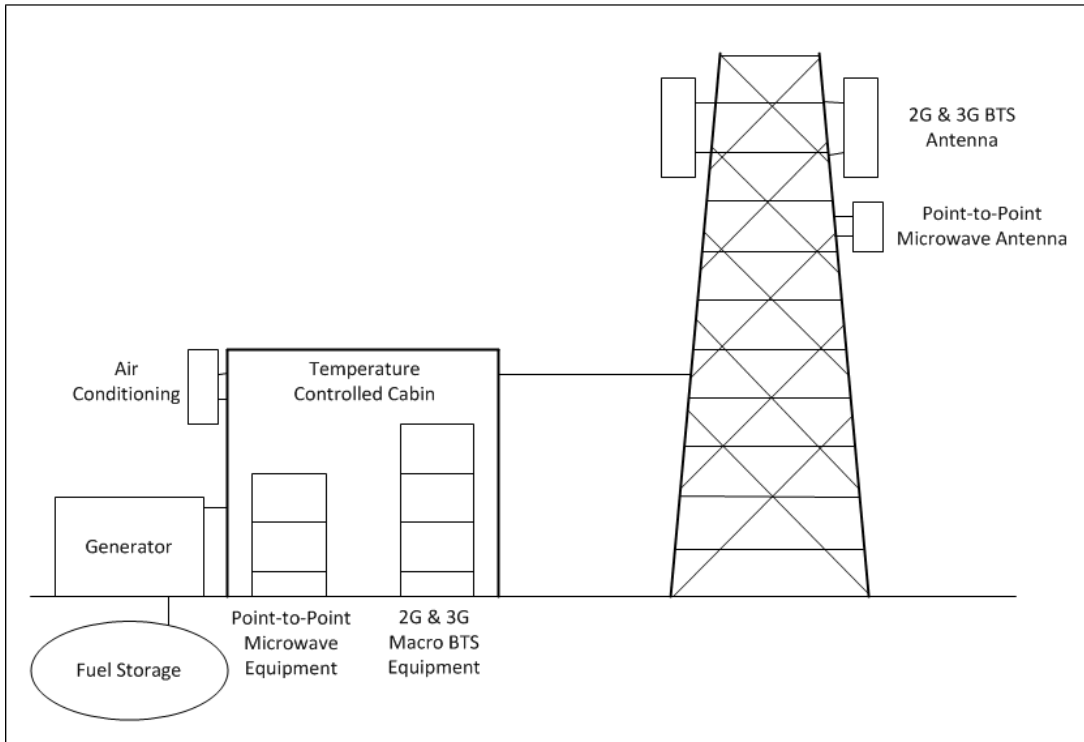 2G & 3G BTS
Antenna
Point-to-Point
Microwave Antenna
Air
Conditioning
Temperature
Controlled Cabin
Generator
Point-to-Point
Microwave
Equipment
2G & 3G
Macro BTS
Equipment
Fuel Storage